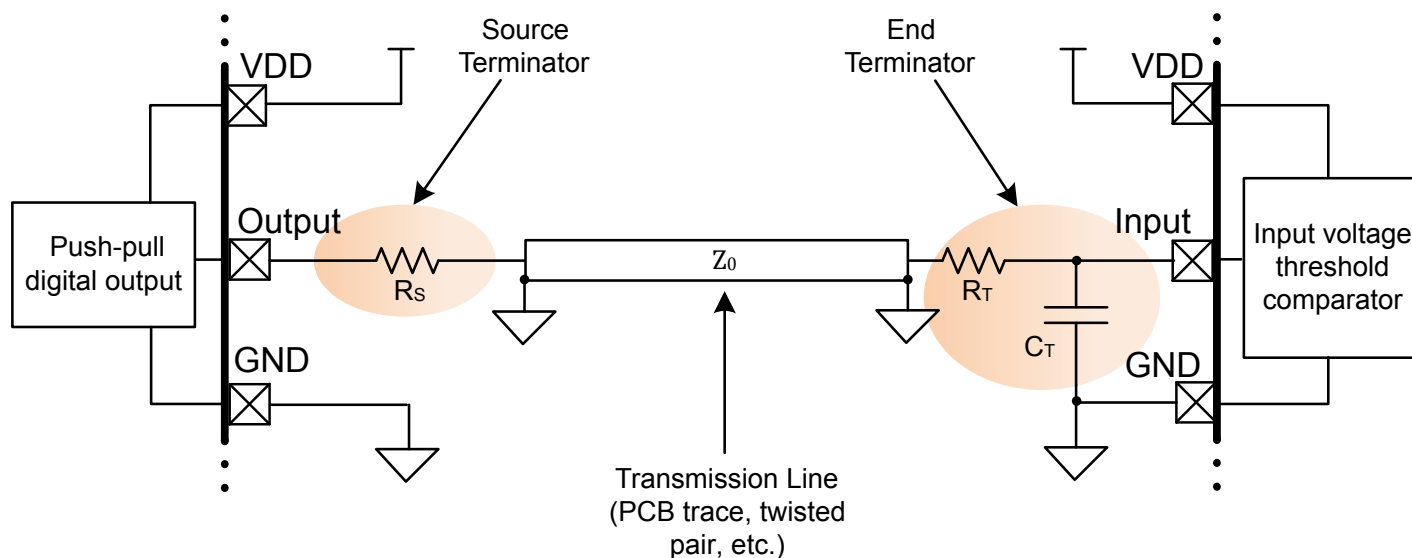 Source
Terminator
End
Terminator
VDD
VDD
Output
Input
Push-pull
digital output
Input voltage
threshold
comparator
Z0
RS
RT
CT
GND
GND
Transmission Line
(PCB trace, twisted
pair, etc.)